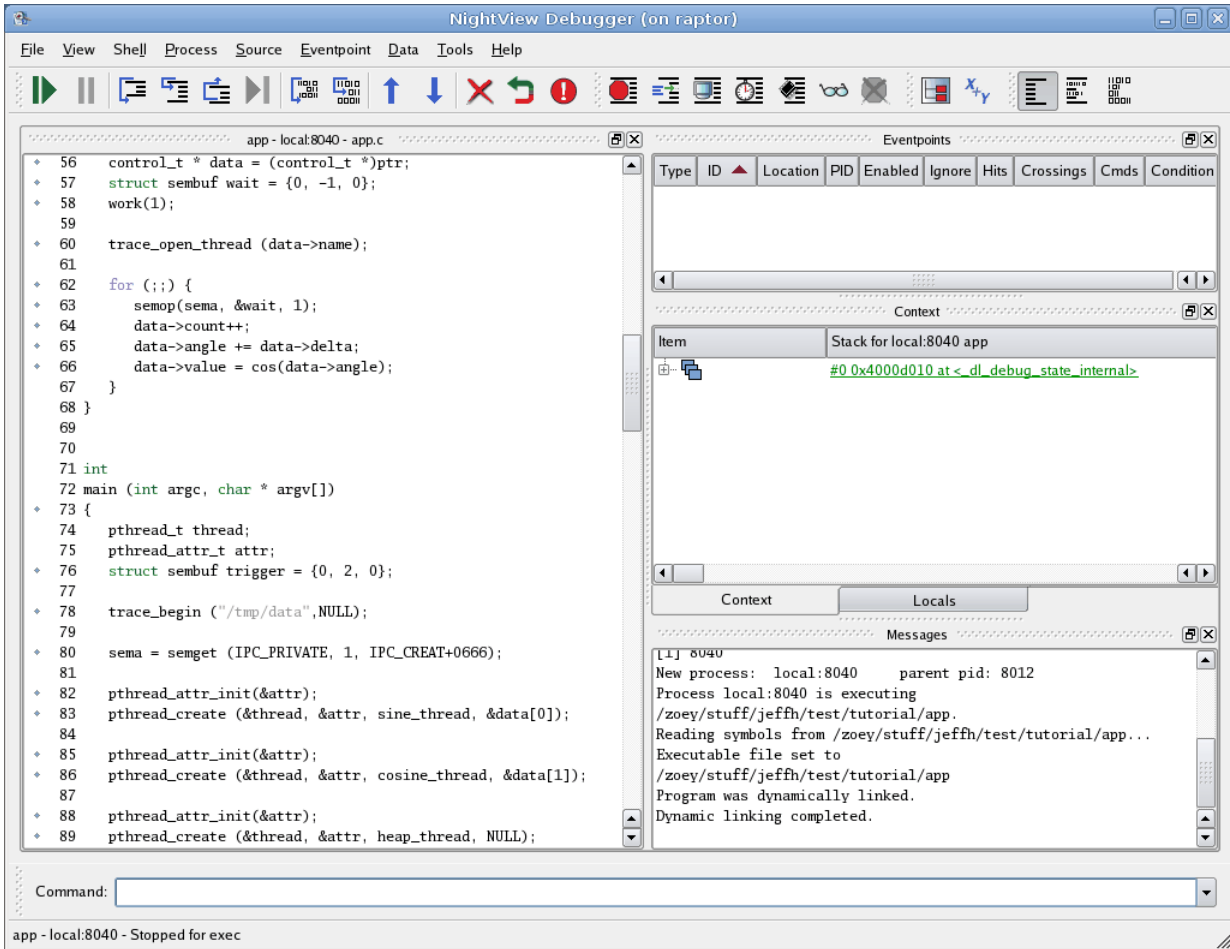 NightView Debugger (on raptor)
File View Shell Process Source Eventpoint Data Tools Help
app - local:8040 - app.c
56 control_t * data = (control_t *)ptr;
57 struct sembuf wait = {0, -1, 0};
58 work(1);
59
60 trace_open_thread (data->name);
61
62 for (;;) {
63 semop(sema, &wait, 1);
64 data->count++;
65 data->angle += data->delta;
66 data->value = cos(data->angle);
67 }
68 }
69
70
71 int
72 main (int argc, char * argv[])
73 {
74 pthread_t thread;
75 pthread_attr_t attr;
76 struct sembuf trigger = {0, 2, 0};
77
78 trace_begin ("/tmp/data",NULL);
79
80 sema = semget (IPC_PRIVATE, 1, IPC_CREAT+0666);
81
82 pthread_attr_init(&attr);
83 pthread_create (&thread, &attr, sine_thread, &data[0]);
84
85 pthread_attr_init(&attr);
86 pthread_create (&thread, &attr, cosine_thread, &data[1]);
87
88 pthread_attr_init(&attr);
89 pthread_create (&thread, &attr, heap_thread, NULL);
Eventpoints
Type ID Location PID Enabled Ignore Hits Crossings Cmds Condition
Context
Item Stack for local:8040 app
#0 0x4000d010 at <_dl_debug_state_internal>
Context Locals
Messages
[1] 8040
New process: local:8040 parent pid: 8012
Process local:8040 is executing
/zoey/stuff/jeffh/test/tutorial/app.
Reading symbols from /zoey/stuff/jeffh/test/tutorial/app...
Executable file set to
/zoey/stuff/jeffh/test/tutorial/app
Program was dynamically linked.
Dynamic linking completed.
Command:
app - local:8040 - Stopped for exec